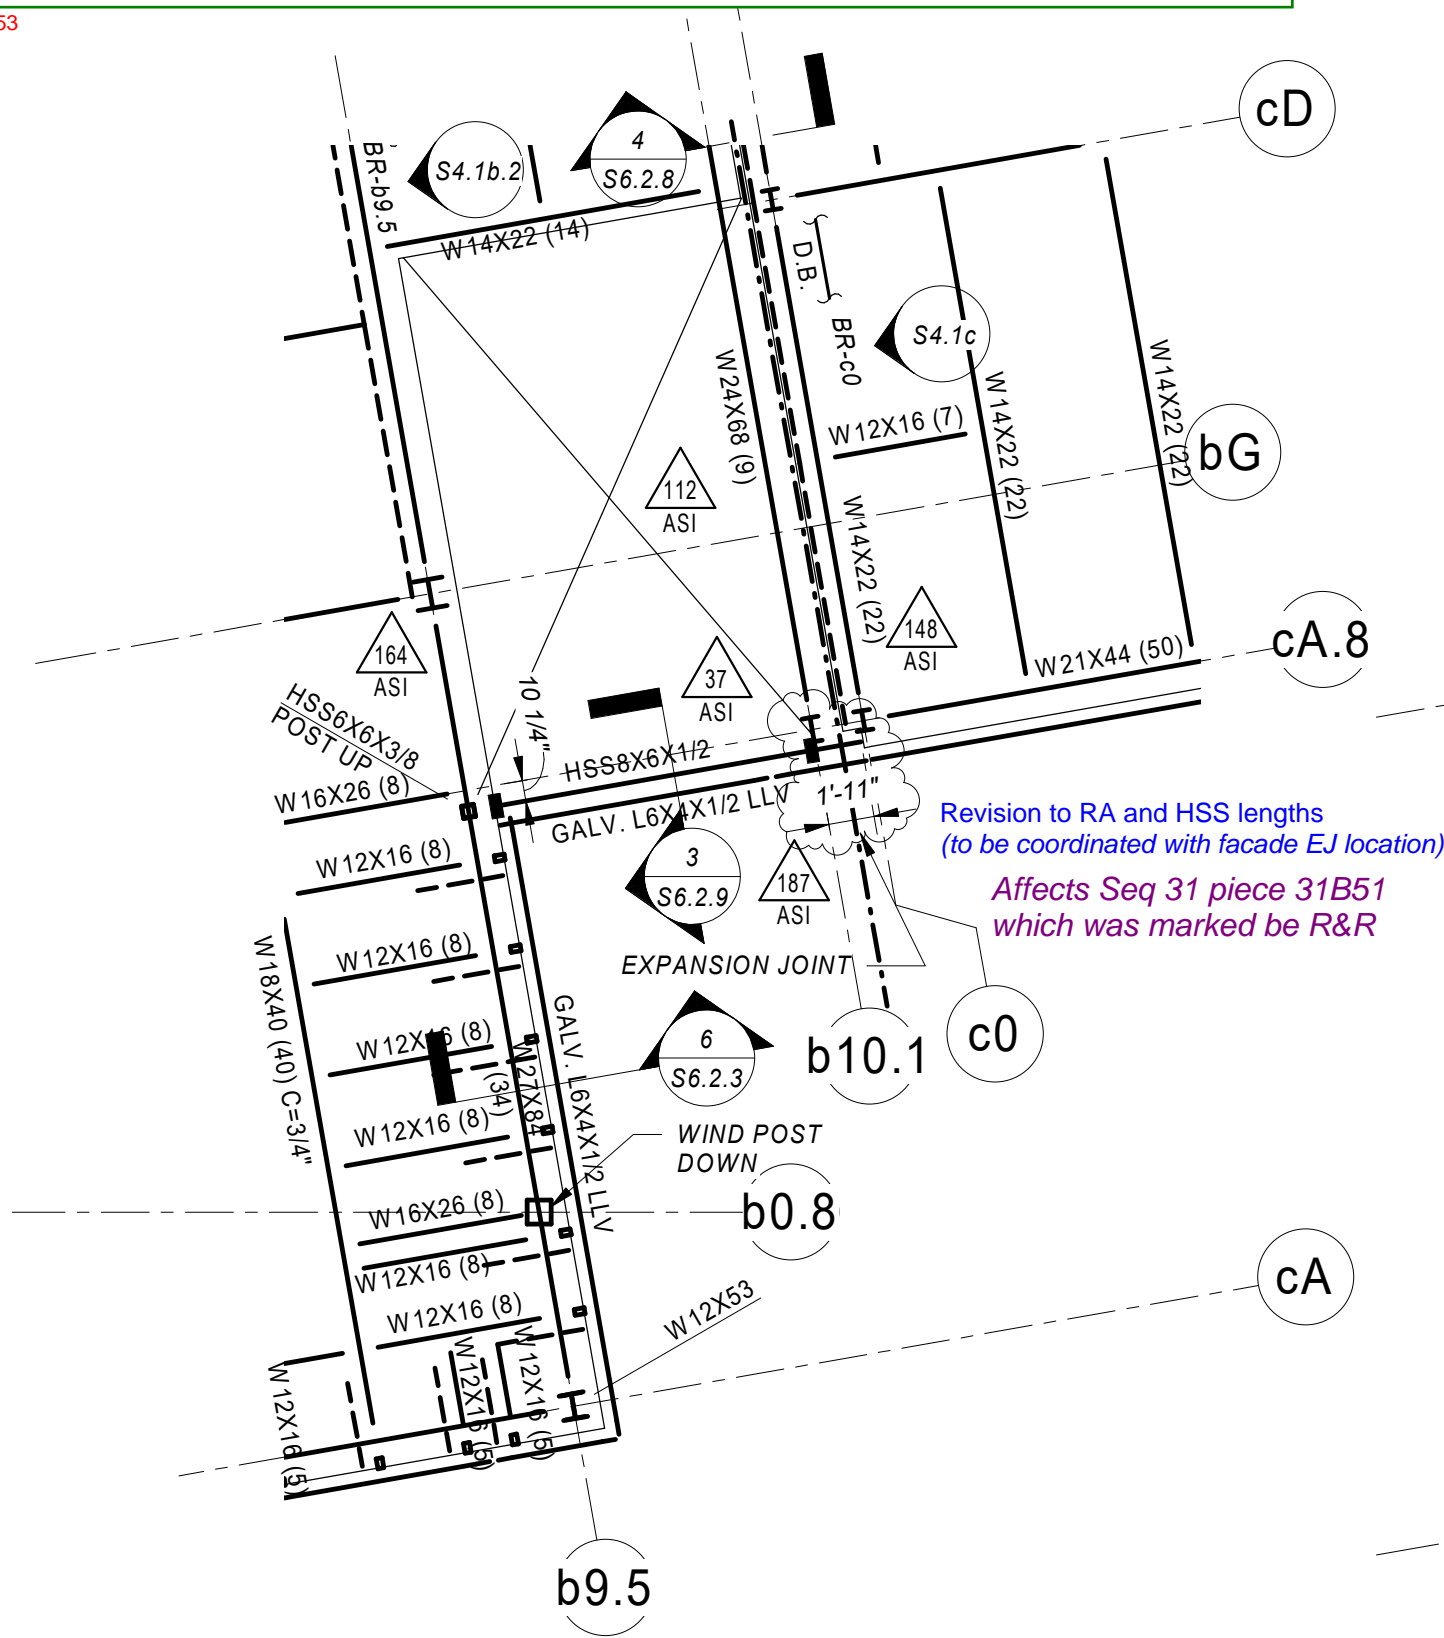 53
cD
BR-b9.5
S4.1b.2
4
S6.2.8
W14X22 (14)
D.B.
BR-c0
S4.1c
W24X68 (9)
W12X16 (7)
W14X22 (22)
W14X22 (22)
bG
112
ASI
W14X22 (22)
148
ASI
cA.8
W21X44 (50)
164
ASI
37
ASI
10 1/4"
HSS6X6X3/8
POST UP
HSS8X6X1/2
W16X26 (8)
GALV. L6X4X1/2 LLV
1'-11"
Revision to RA and HSS lengths
(to be coordinated with facade EJ location)
W12X16 (8)
3
S6.2.9
187
ASI
Affects Seq 31 piece 31B51
which was marked be R&R
W12X16 (8)
EXPANSION JOINT
W18X40 (40) C=3/4"
W12X16 (8)
W27X84
(34)
GALV. L6X4X1/2 LLV
6
S6.2.3
b10.1
c0
W12X16 (8)
WIND POST
DOWN
W16X26 (8)
b0.8
W12X16 (8)
cA
W12X16 (8)
W12X53
W12X16 (5)
W12X16 (5)
W12X16 (5)
b9.5